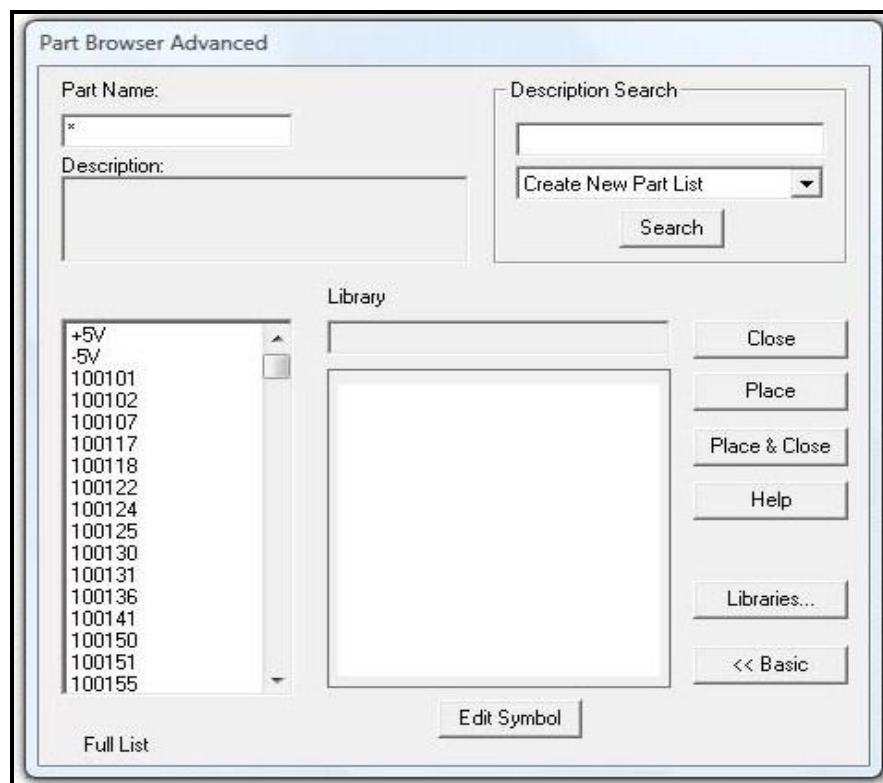 Part Browser Advanced
Part Name:
*
Description:
Description Search
Create New Part List
Search
+5V
-5V
100101
100102
100107
100117
100118
100122
100124
100125
100130
100131
100136
100141
100150
100151
100155
Full List
Library
Edit Symbol
Close
Place
Place & Close
Help
Libraries...
<< Basic